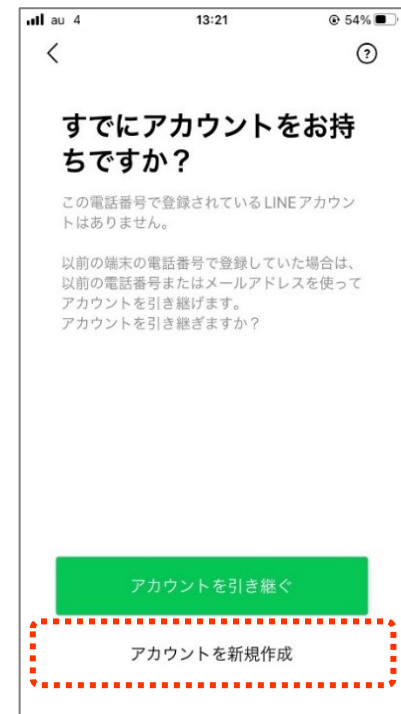 au 4 13:21 54%
?
すでにアカウントをお持
ちですか?
この電話番号で登録されているLINEアカウン
トはありません。
以前の端末の電話番号で登録していた場合は、
以前の電話番号またはメールアドレスを使って
アカウントを引き継げます。
アカウントを引き継ぎますか?
アカウントを引き継ぐ
アカウントを新規作成